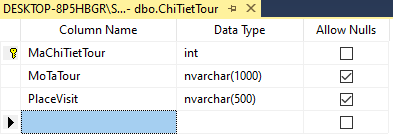 DESKTOP-8P5HBGR\S...- dbo.ChiTietTour
Column Name Data Type Allow Nulls
MaChiTietTour int
MoTaTour nvarchar(1000)
PlaceVisit nvarchar(500)